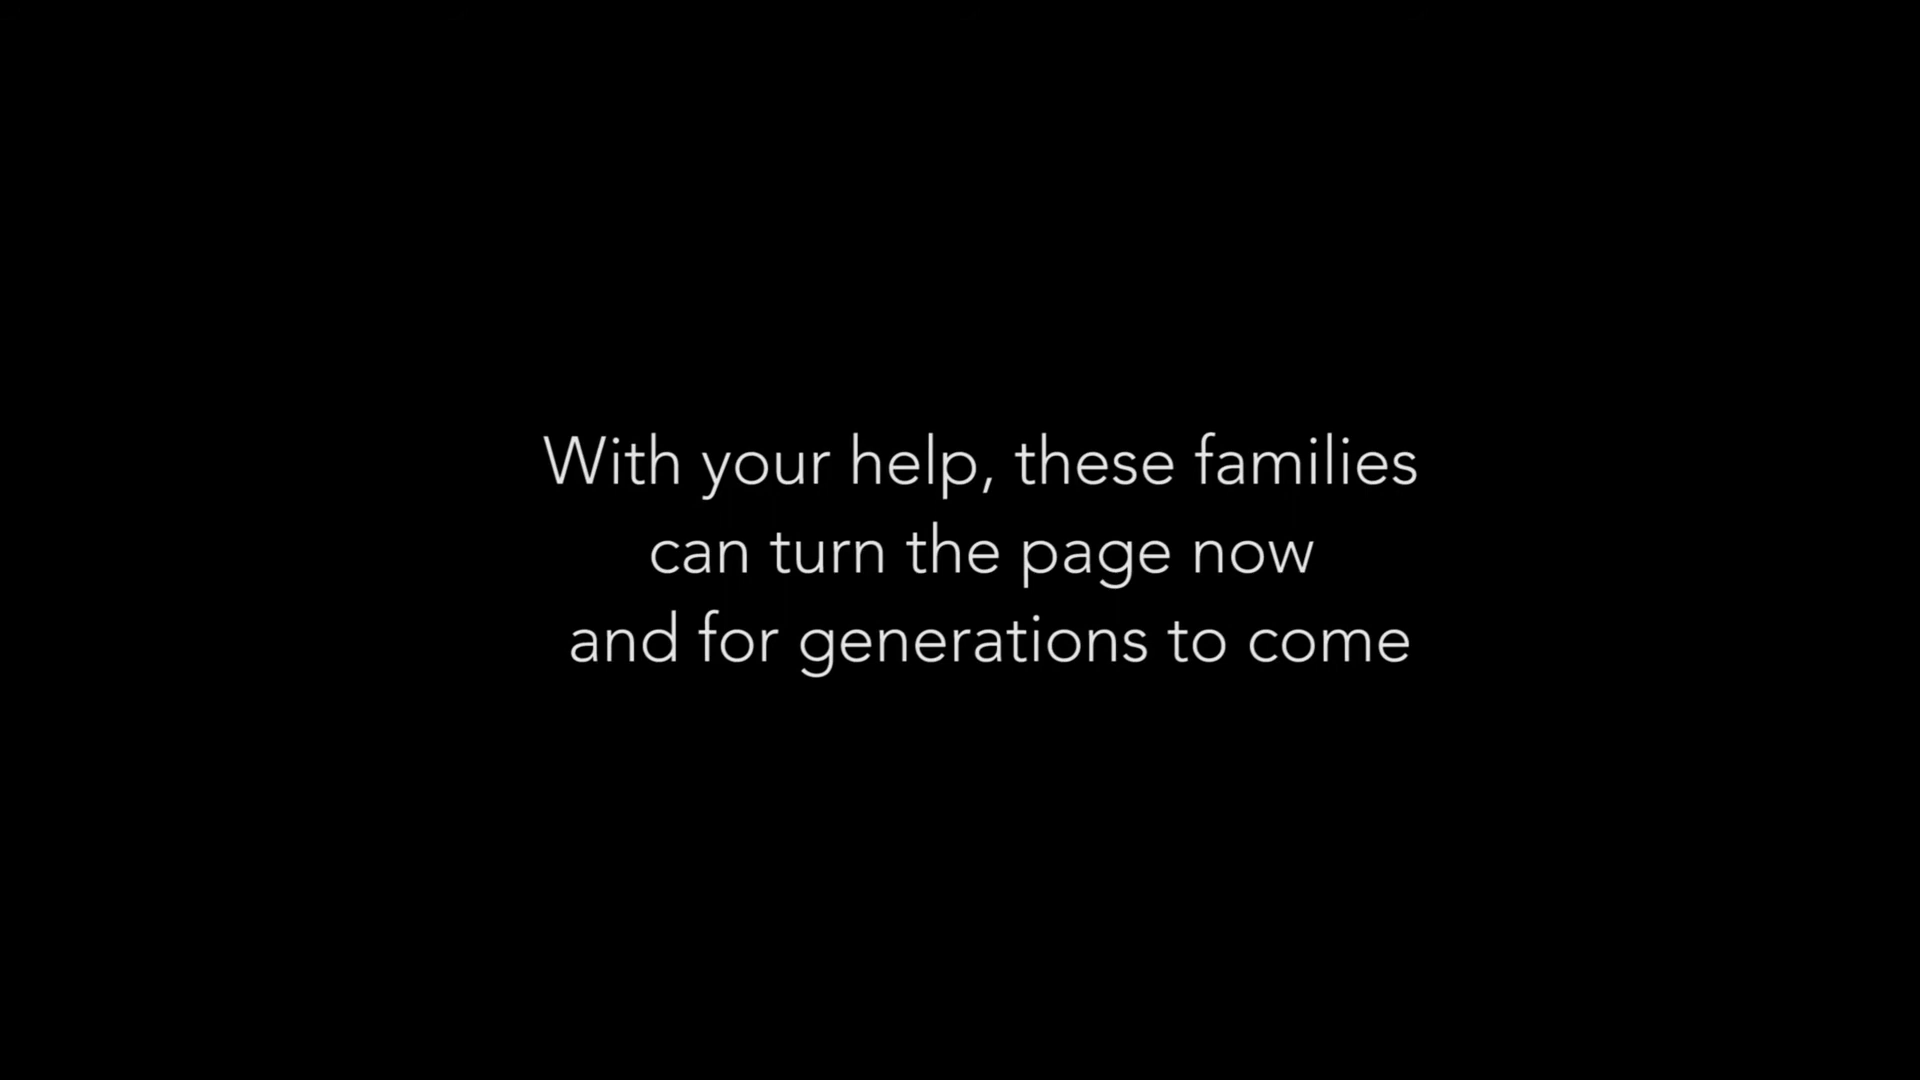 With your help, these families
can turn the page now
and for generations to come